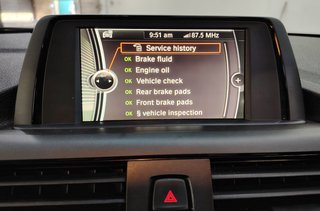 9:51 am 87.5 MHz
Service history
OK Brake fluid
OK Engine oil
OK Vehicle check
OK Rear brake pads
OK Front brake pads
OK § vehicle inspection